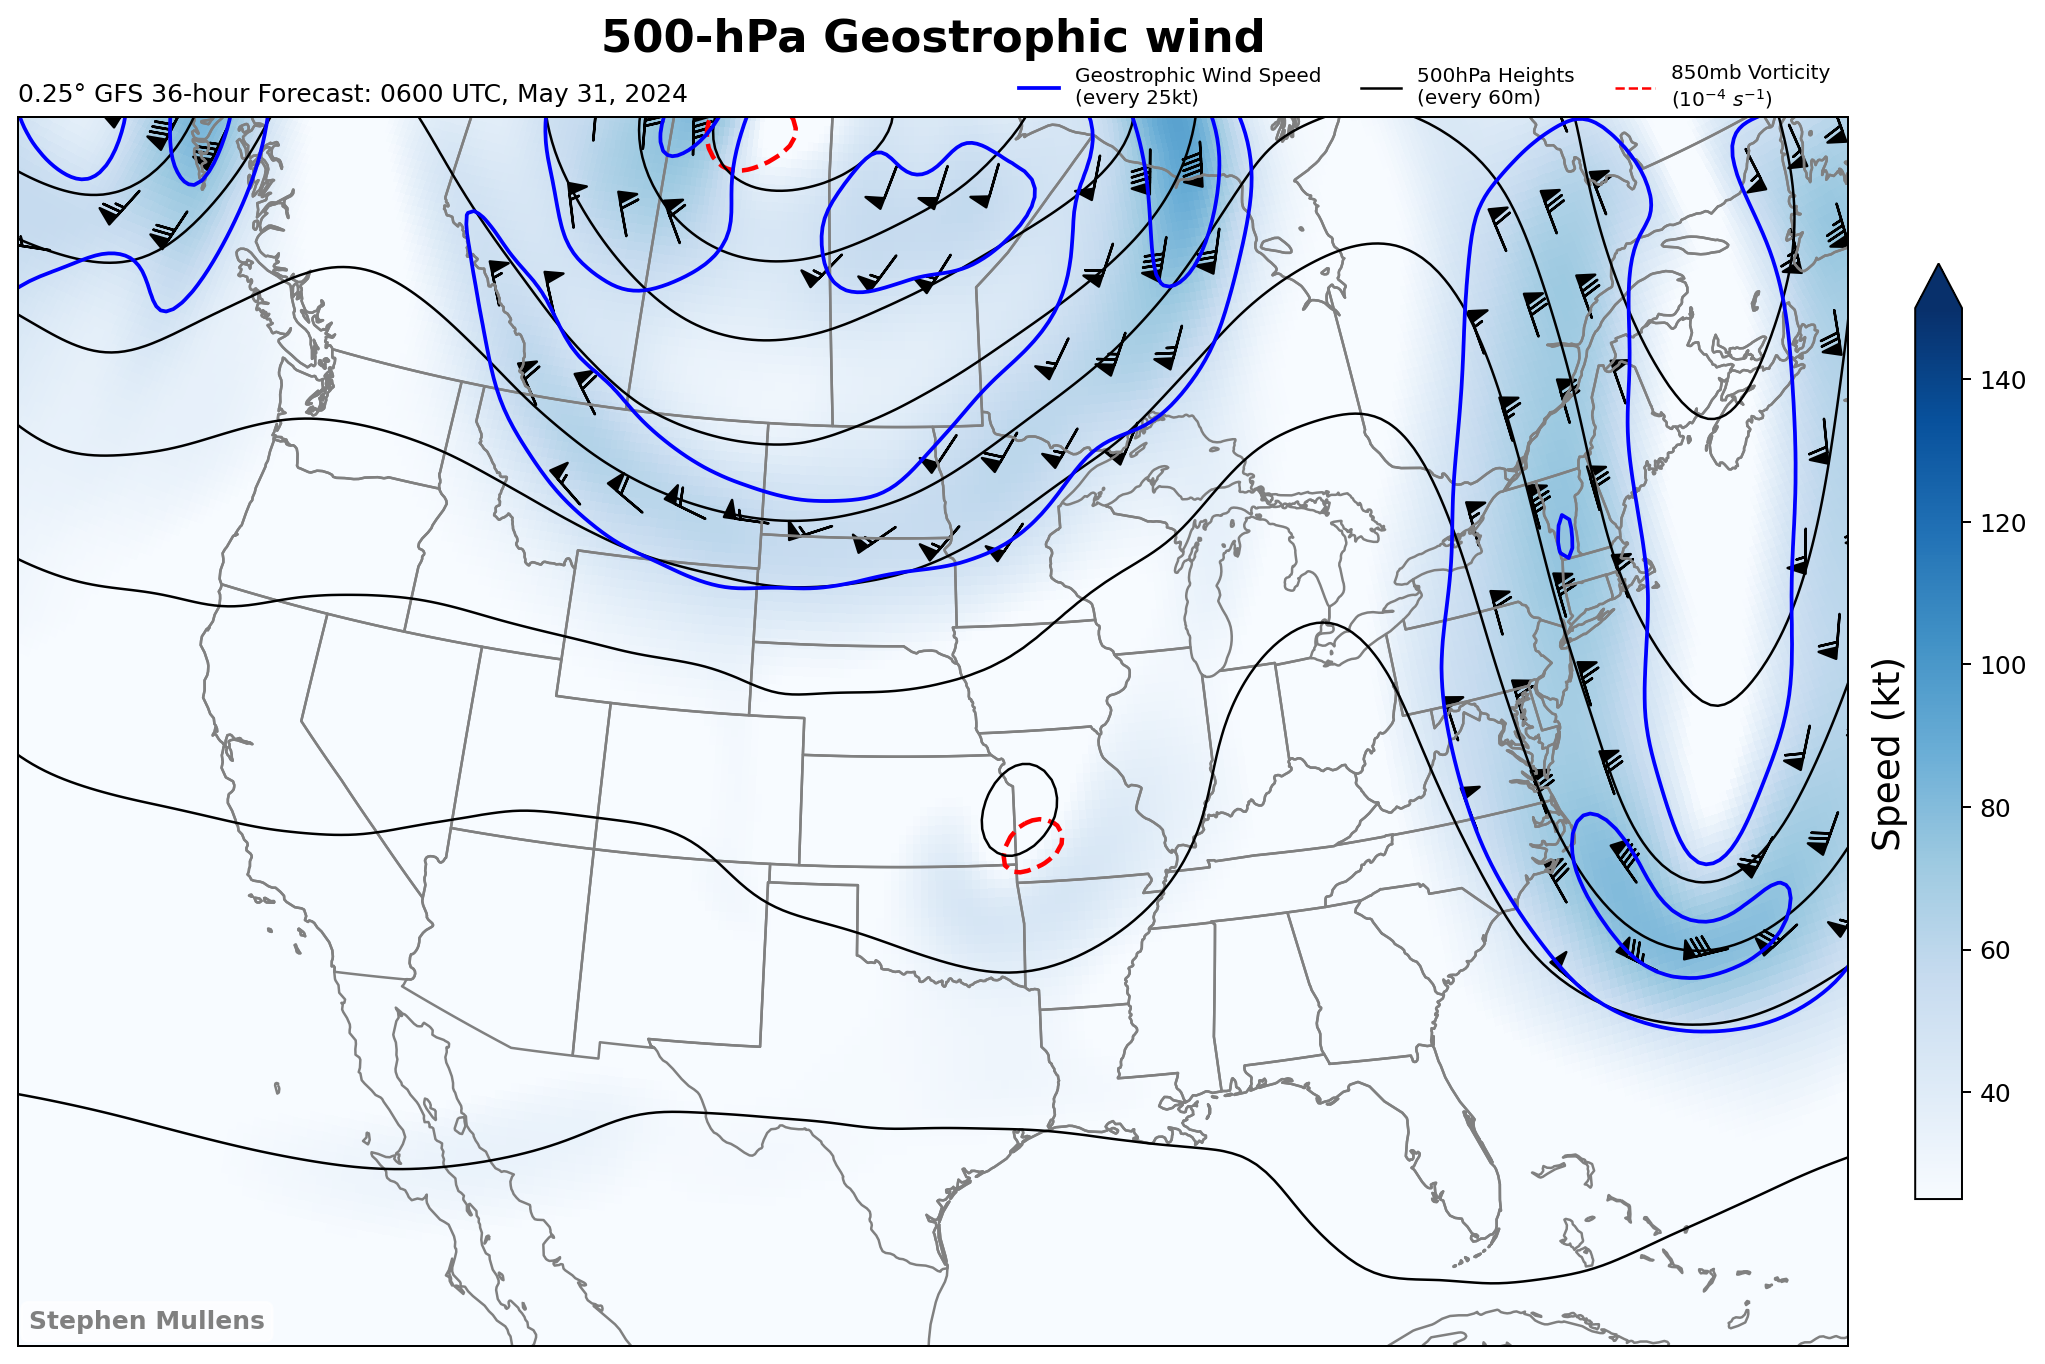 500-hPa Geostrophic wind
0.25° GFS 36-hour Forecast: 0600 UTC, May 31, 2024
Geostrophic Wind Speed
(every 25kt)
500hPa Heights
(every 60m)
850mb Vorticity
(10⁻⁴ s⁻¹)
140
120
100
80
60
40
Speed (kt)
Stephen Mullens